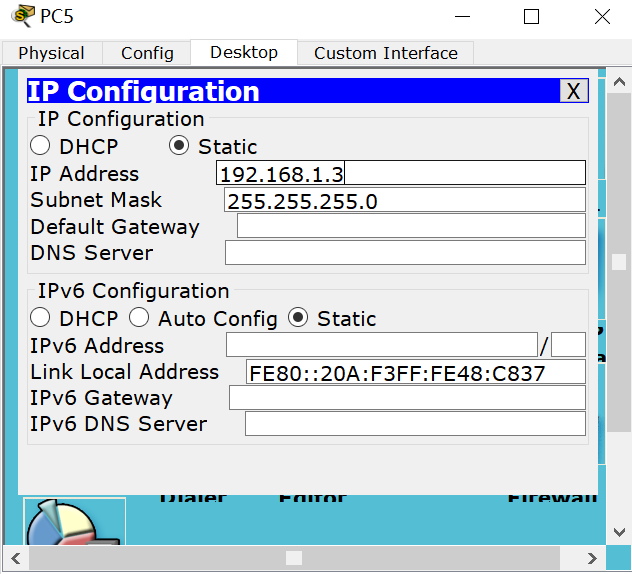 PC5
Physical Config Desktop Custom Interface
IP Configuration X
IP Configuration
DHCP Static
IP Address 192.168.1.3
Subnet Mask 255.255.255.0
Default Gateway
DNS Server
IPv6 Configuration
DHCP Auto Config Static
IPv6 Address /
Link Local Address FE80::20A:F3FF:FE48:C837
IPv6 Gateway
IPv6 DNS Server
Dialer Editor Firewall